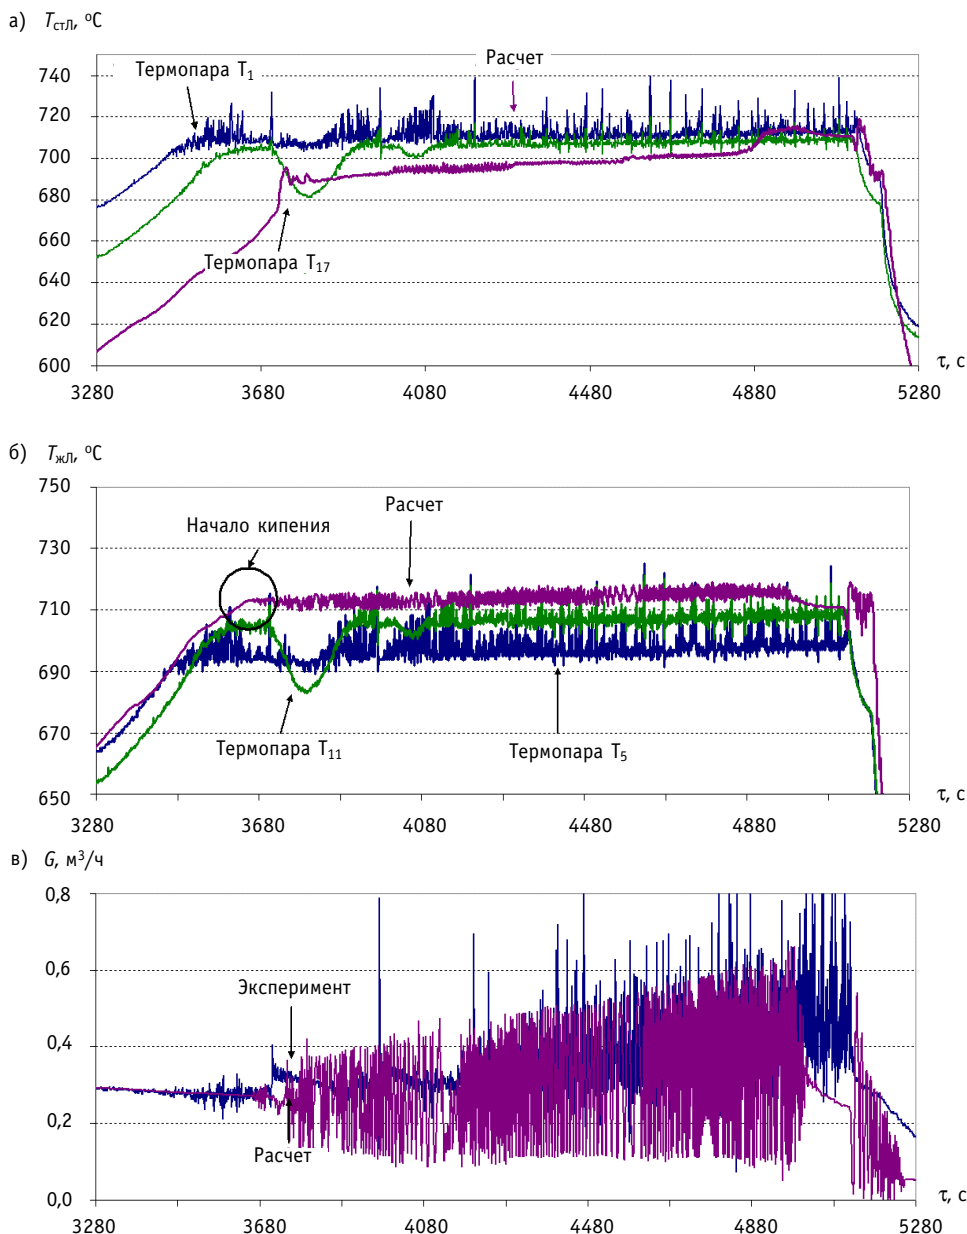 а) TстЛ, ⁰С
740
720
700
680
660
640
620
600
Термопара T1
Расчет
Термопара T17
τ, с
3280 3680 4080 4480 4880 5280
б) TжЛ, ⁰С
750
730
710
690
670
650
Начало кипения
Расчет
Термопара T11
Термопара T5
τ, с
3280 3680 4080 4480 4880 5280
в) G, м³/ч
0,8
0,6
0,4
0,2
0,0
Эксперимент
Расчет
τ, с
3280 3680 4080 4480 4880 5280